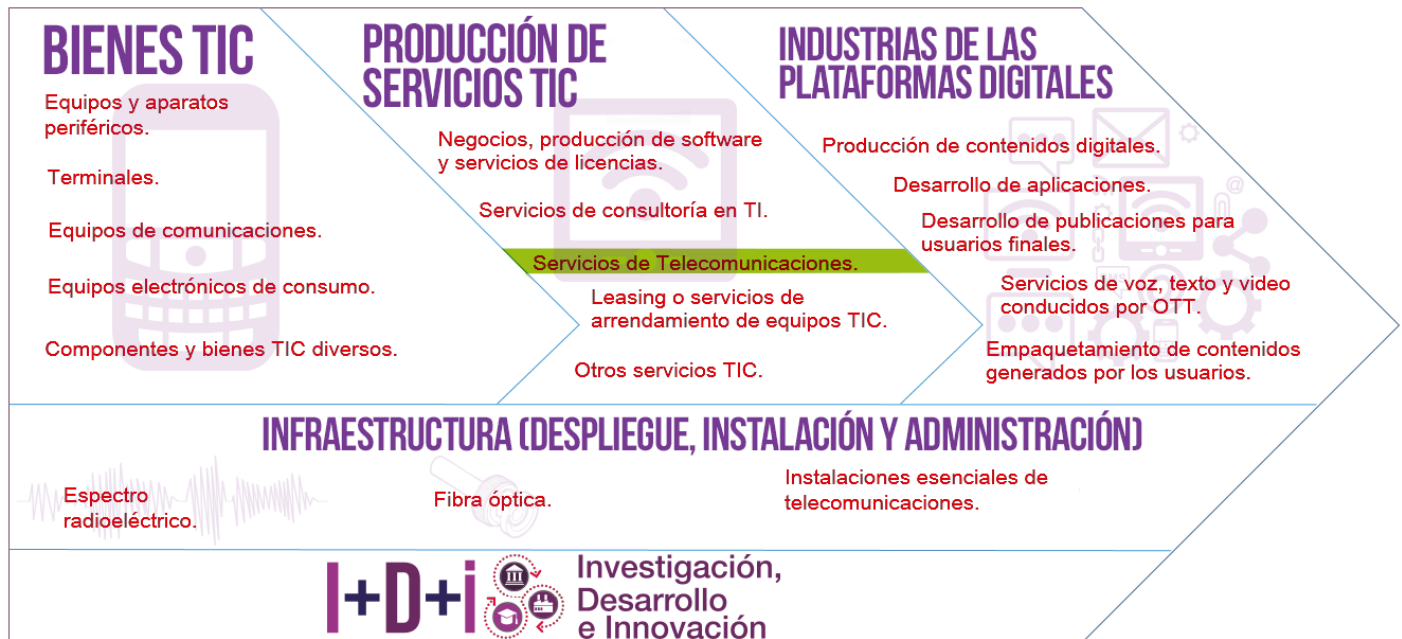 BIENES TIC
Equipos y aparatos
periféricos.
Terminales.
Equipos de comunicaciones.
Equipos electrónicos de consumo.
Componentes y bienes TIC diversos.
PRODUCCIÓN DE
SERVICIOS TIC
Negocios, producción de software
y servicios de licencias.
Servicios de consultoría en TI.
Servicios de Telecomunicaciones.
Leasing o servicios de
arrendamiento de equipos TIC.
Otros servicios TIC.
INDUSTRIAS DE LAS
PLATAFORMAS DIGITALES
Producción de contenidos digitales.
Desarrollo de aplicaciones.
Desarrollo de publicaciones para
usuarios finales.
Servicios de voz, texto y video
conducidos por OTT.
Empaquetamiento de contenidos
generados por los usuarios.
INFRAESTRUCTURA (DESPLIEGUE, INSTALACIÓN Y ADMINISTRACIÓN)
Espectro
radioeléctrico.
Fibra óptica.
Instalaciones esenciales de
telecomunicaciones.
I+D+i
Investigación,
Desarrollo
e Innovación